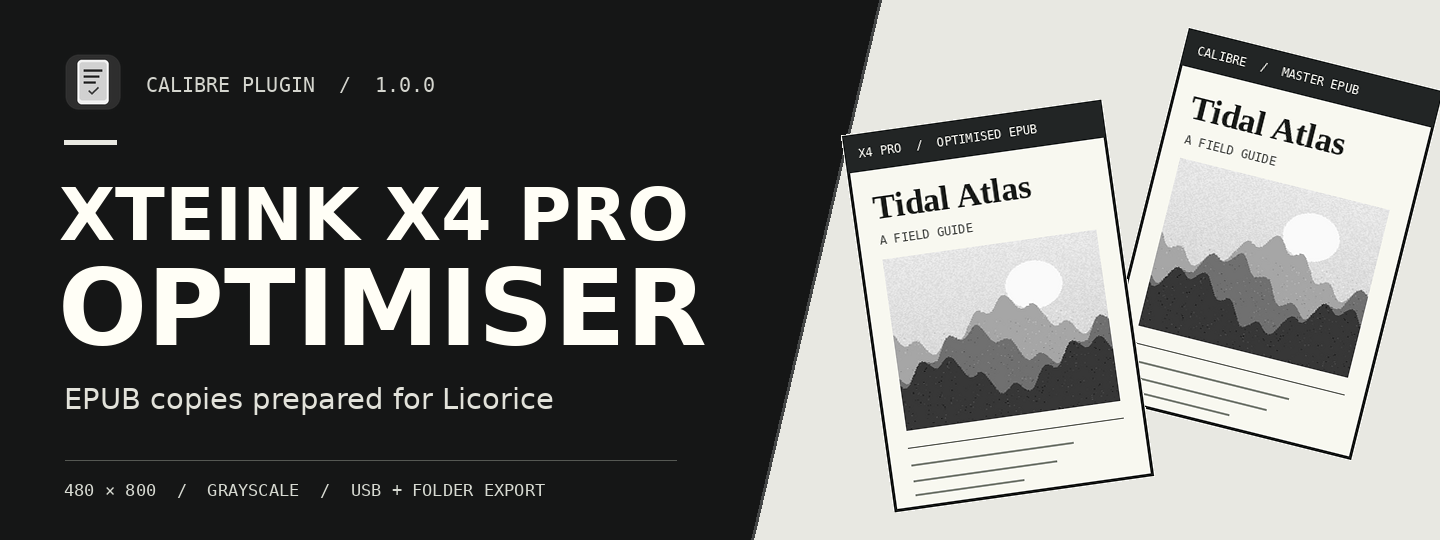 CALIBRE PLUGIN / 1.0.0
XTEINK X4 PRO
OPTIMISER
EPUB copies prepared for Licorice
480 × 800 / GRAYSCALE / USB + FOLDER EXPORT
X4 PRO / OPTIMISED EPUB
Tidal Atlas
A FIELD GUIDE
CALIBRE / MASTER EPUB
Tidal Atlas
A FIELD GUIDE